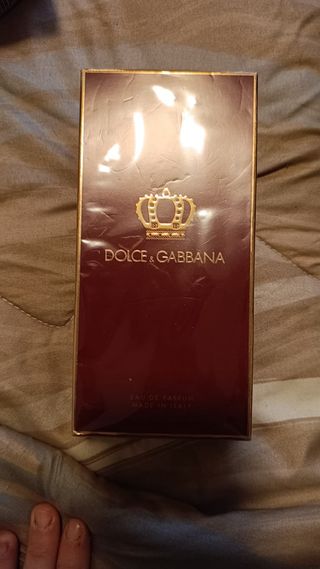 DOLCE & GABBANA
EAU DE PARFUM
MADE IN ITALY